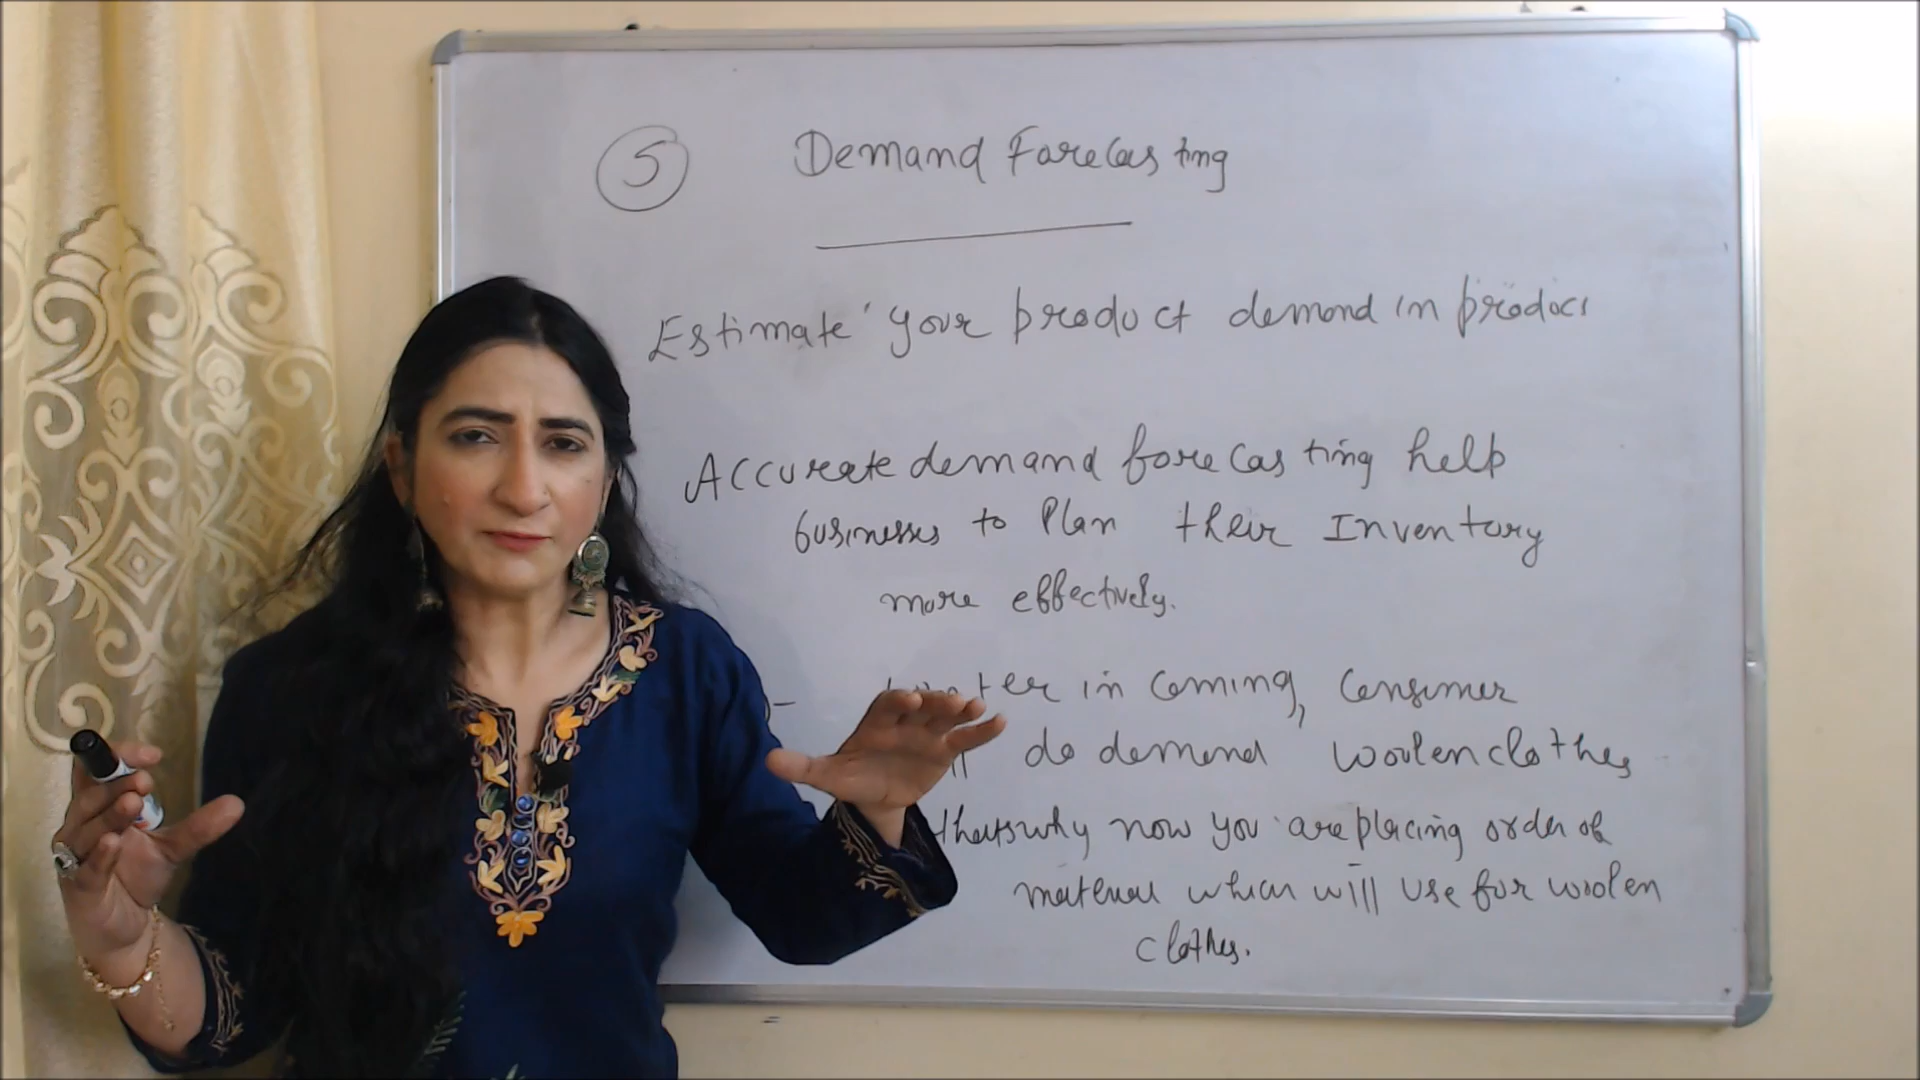 5 Demand Forecasting
Estimate your product demand in
Accurate demand forecasting help
businesses to Plan their Inventory
more effectively.
in coming, Consumer
do demand woolen clothes
thatswhy now you are placing order of
material which will use for woolen
clothes.